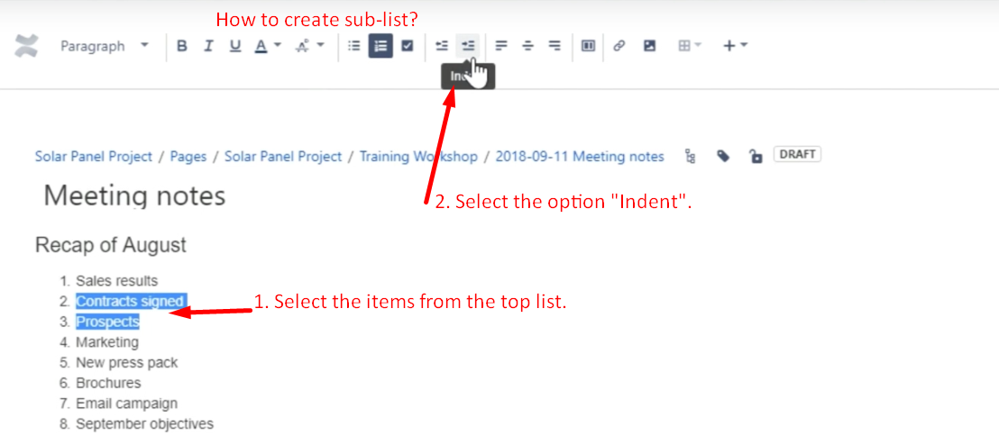 How to create sub-list?
Paragraph B I U A
Ind
Solar Panel Project / Pages / Solar Panel Project / Training Workshop / 2018-09-11 Meeting notes DRAFT
Meeting notes
2. Select the option "Indent".
Recap of August
1. Sales results
2. Contracts signed
1. Select the items from the top list.
3. Prospects
4. Marketing
5. New press pack
6. Brochures
7. Email campaign
8. September objectives